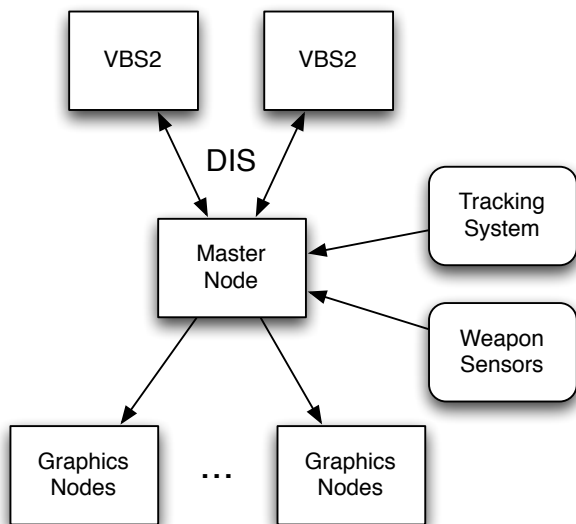 VBS2
VBS2
DIS
Tracking
System
Master
Node
Weapon
Sensors
Graphics
Nodes
...
Graphics
Nodes